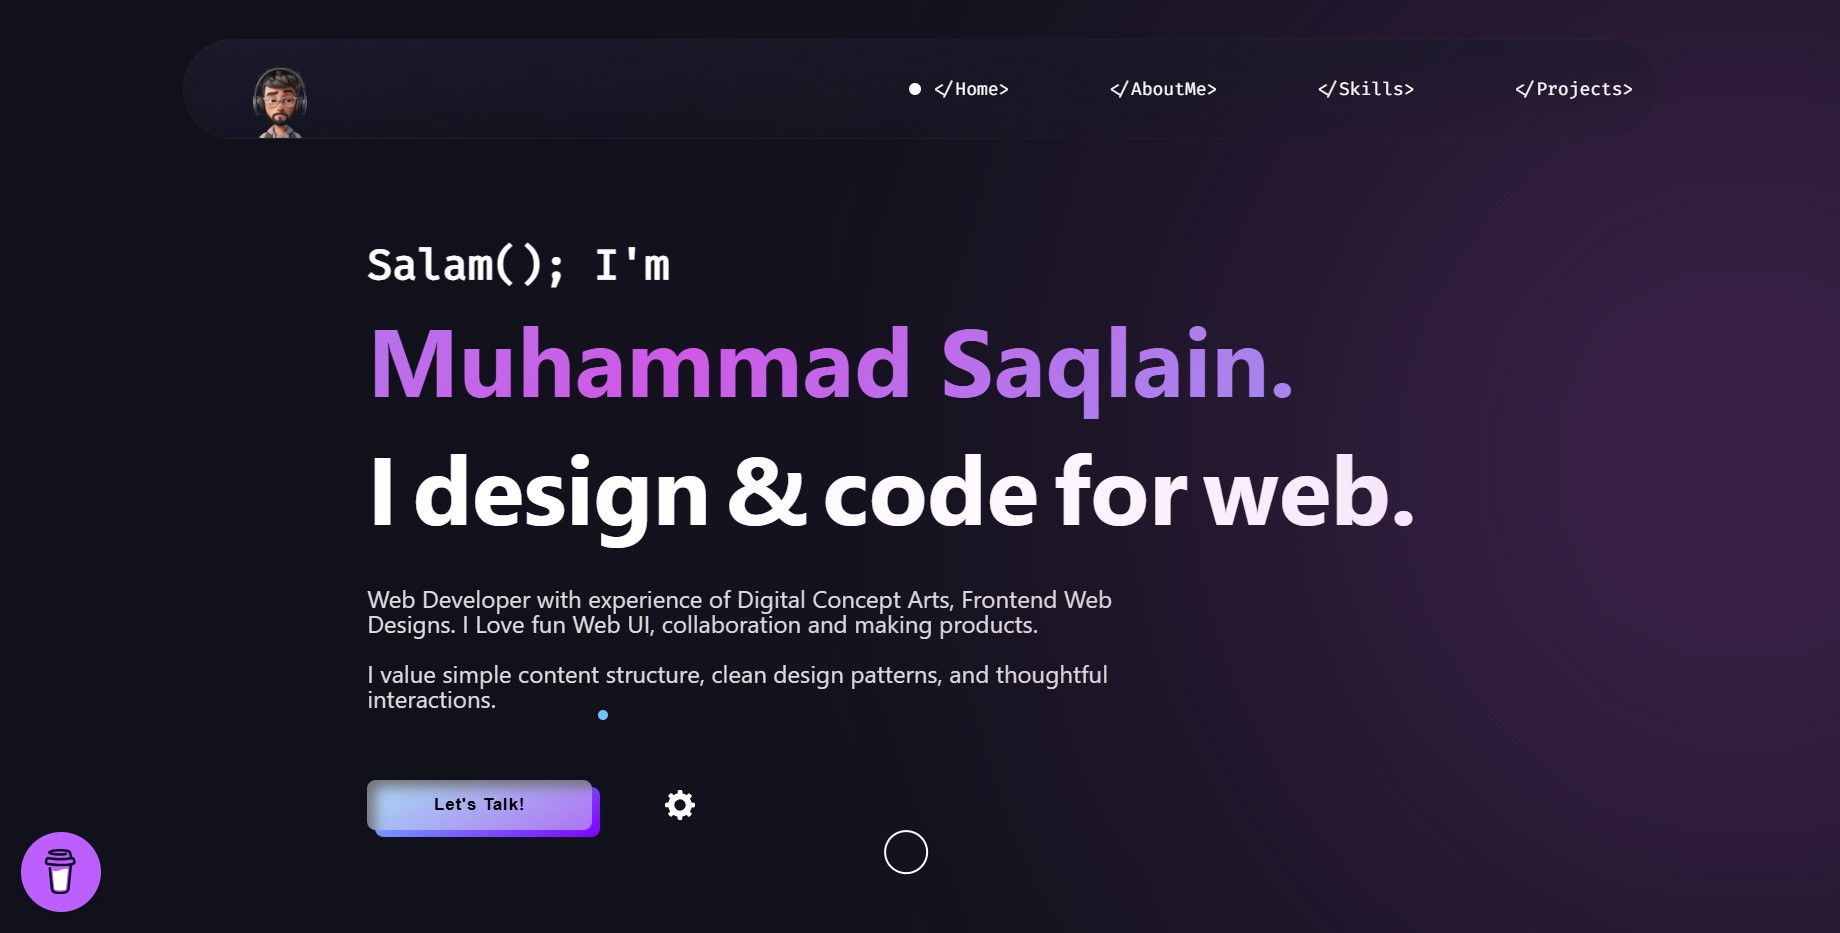 </Home>
</AboutMe>
</Skills>
</Projects>
Salam(); I'm
Muhammad Saqlain.
I design & code for web.
Web Developer with experience of Digital Concept Arts, Frontend Web
Designs. I Love fun Web UI, collaboration and making products.
I value simple content structure, clean design patterns, and thoughtful
interactions.
Let's Talk!